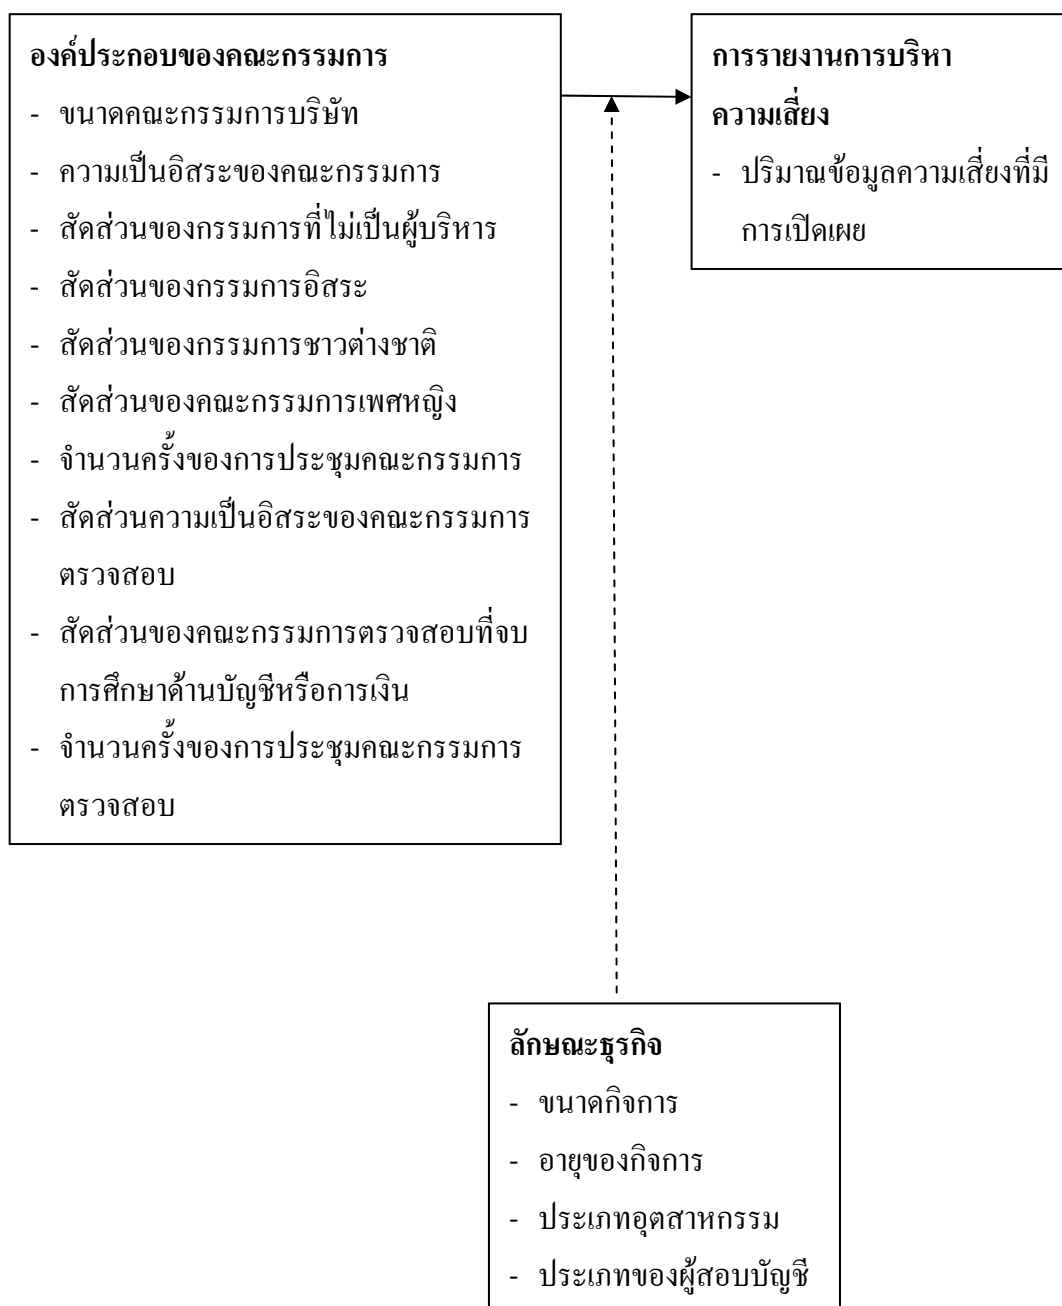 องค์ประกอบของคณะกรรมการ
- ขนาดคณะกรรมการบริษัท
- ความเป็นอิสระของคณะกรรมการ
- สัดส่วนของกรรมการที่ไม่เป็นผู้บริหาร
- สัดส่วนของกรรมการอิสระ
- สัดส่วนของกรรมการชาวต่างชาติ
- สัดส่วนของคณะกรรมการเพศหญิง
- จำนวนครั้งของการประชุมคณะกรรมการ
- สัดส่วนความเป็นอิสระของคณะกรรมการ
ตรวจสอบ
- สัดส่วนของคณะกรรมการตรวจสอบที่จบ
การศึกษาด้านบัญชีหรือการเงิน
- จำนวนครั้งของการประชุมคณะกรรมการ
ตรวจสอบ
การรายงานการบริหา
ความเสี่ยง
- ปริมาณข้อมูลความเสี่ยงที่มี
การเปิดเผย
ลักษณะธุรกิจ
- ขนาดกิจการ
- อายุของกิจการ
- ประเภทอุตสาหกรรม
- ประเภทของผู้สอบบัญชี